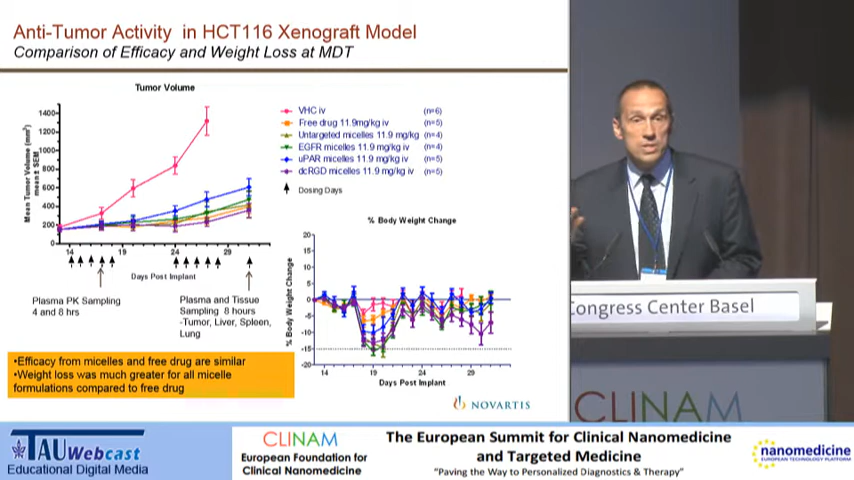 Anti-Tumor Activity in HCT116 Xenograft Model
Comparison of Efficacy and Weight Loss at MDT
Tumor Volume
Mean Tumor Volume (mm³)
mean ± SEM
1400
1200
1000
800
600
400
200
0
14
20
24
29
Days Post Implant
VHC iv (n=6)
Free drug 11.9mg/kg iv (n=5)
Untargeted micelles 11.9 mg/kg (n=4)
EGFR micelles 11.9 mg/kg iv (n=4)
uPAR micelles 11.9 mg/kg iv (n=5)
dcRGD micelles 11.9 mg/kg iv (n=5)
Dosing Days
Plasma PK Sampling
4 and 8 hrs
Plasma and Tissue
Sampling 8 hours
-Tumor, Liver, Spleen,
Lung
% Body Weight Change
% Body Weight Change
20
15
10
5
0
-5
-10
-15
-20
14
19
24
29
Days Post Implant
•Efficacy from micelles and free drug are similar
•Weight loss was much greater for all micelle
formulations compared to free drug
NOVARTIS
Congress Center Basel
CLINAM
TAU Webcast
Educational Digital Media
CLINAM
European Foundation for
Clinical Nanomedicine
The European Summit for Clinical Nanomedicine
and Targeted Medicine
"Paving the Way to Personalized Diagnostics & Therapy"
nanomedicine
EUROPEAN TECHNOLOGY PLATFORM